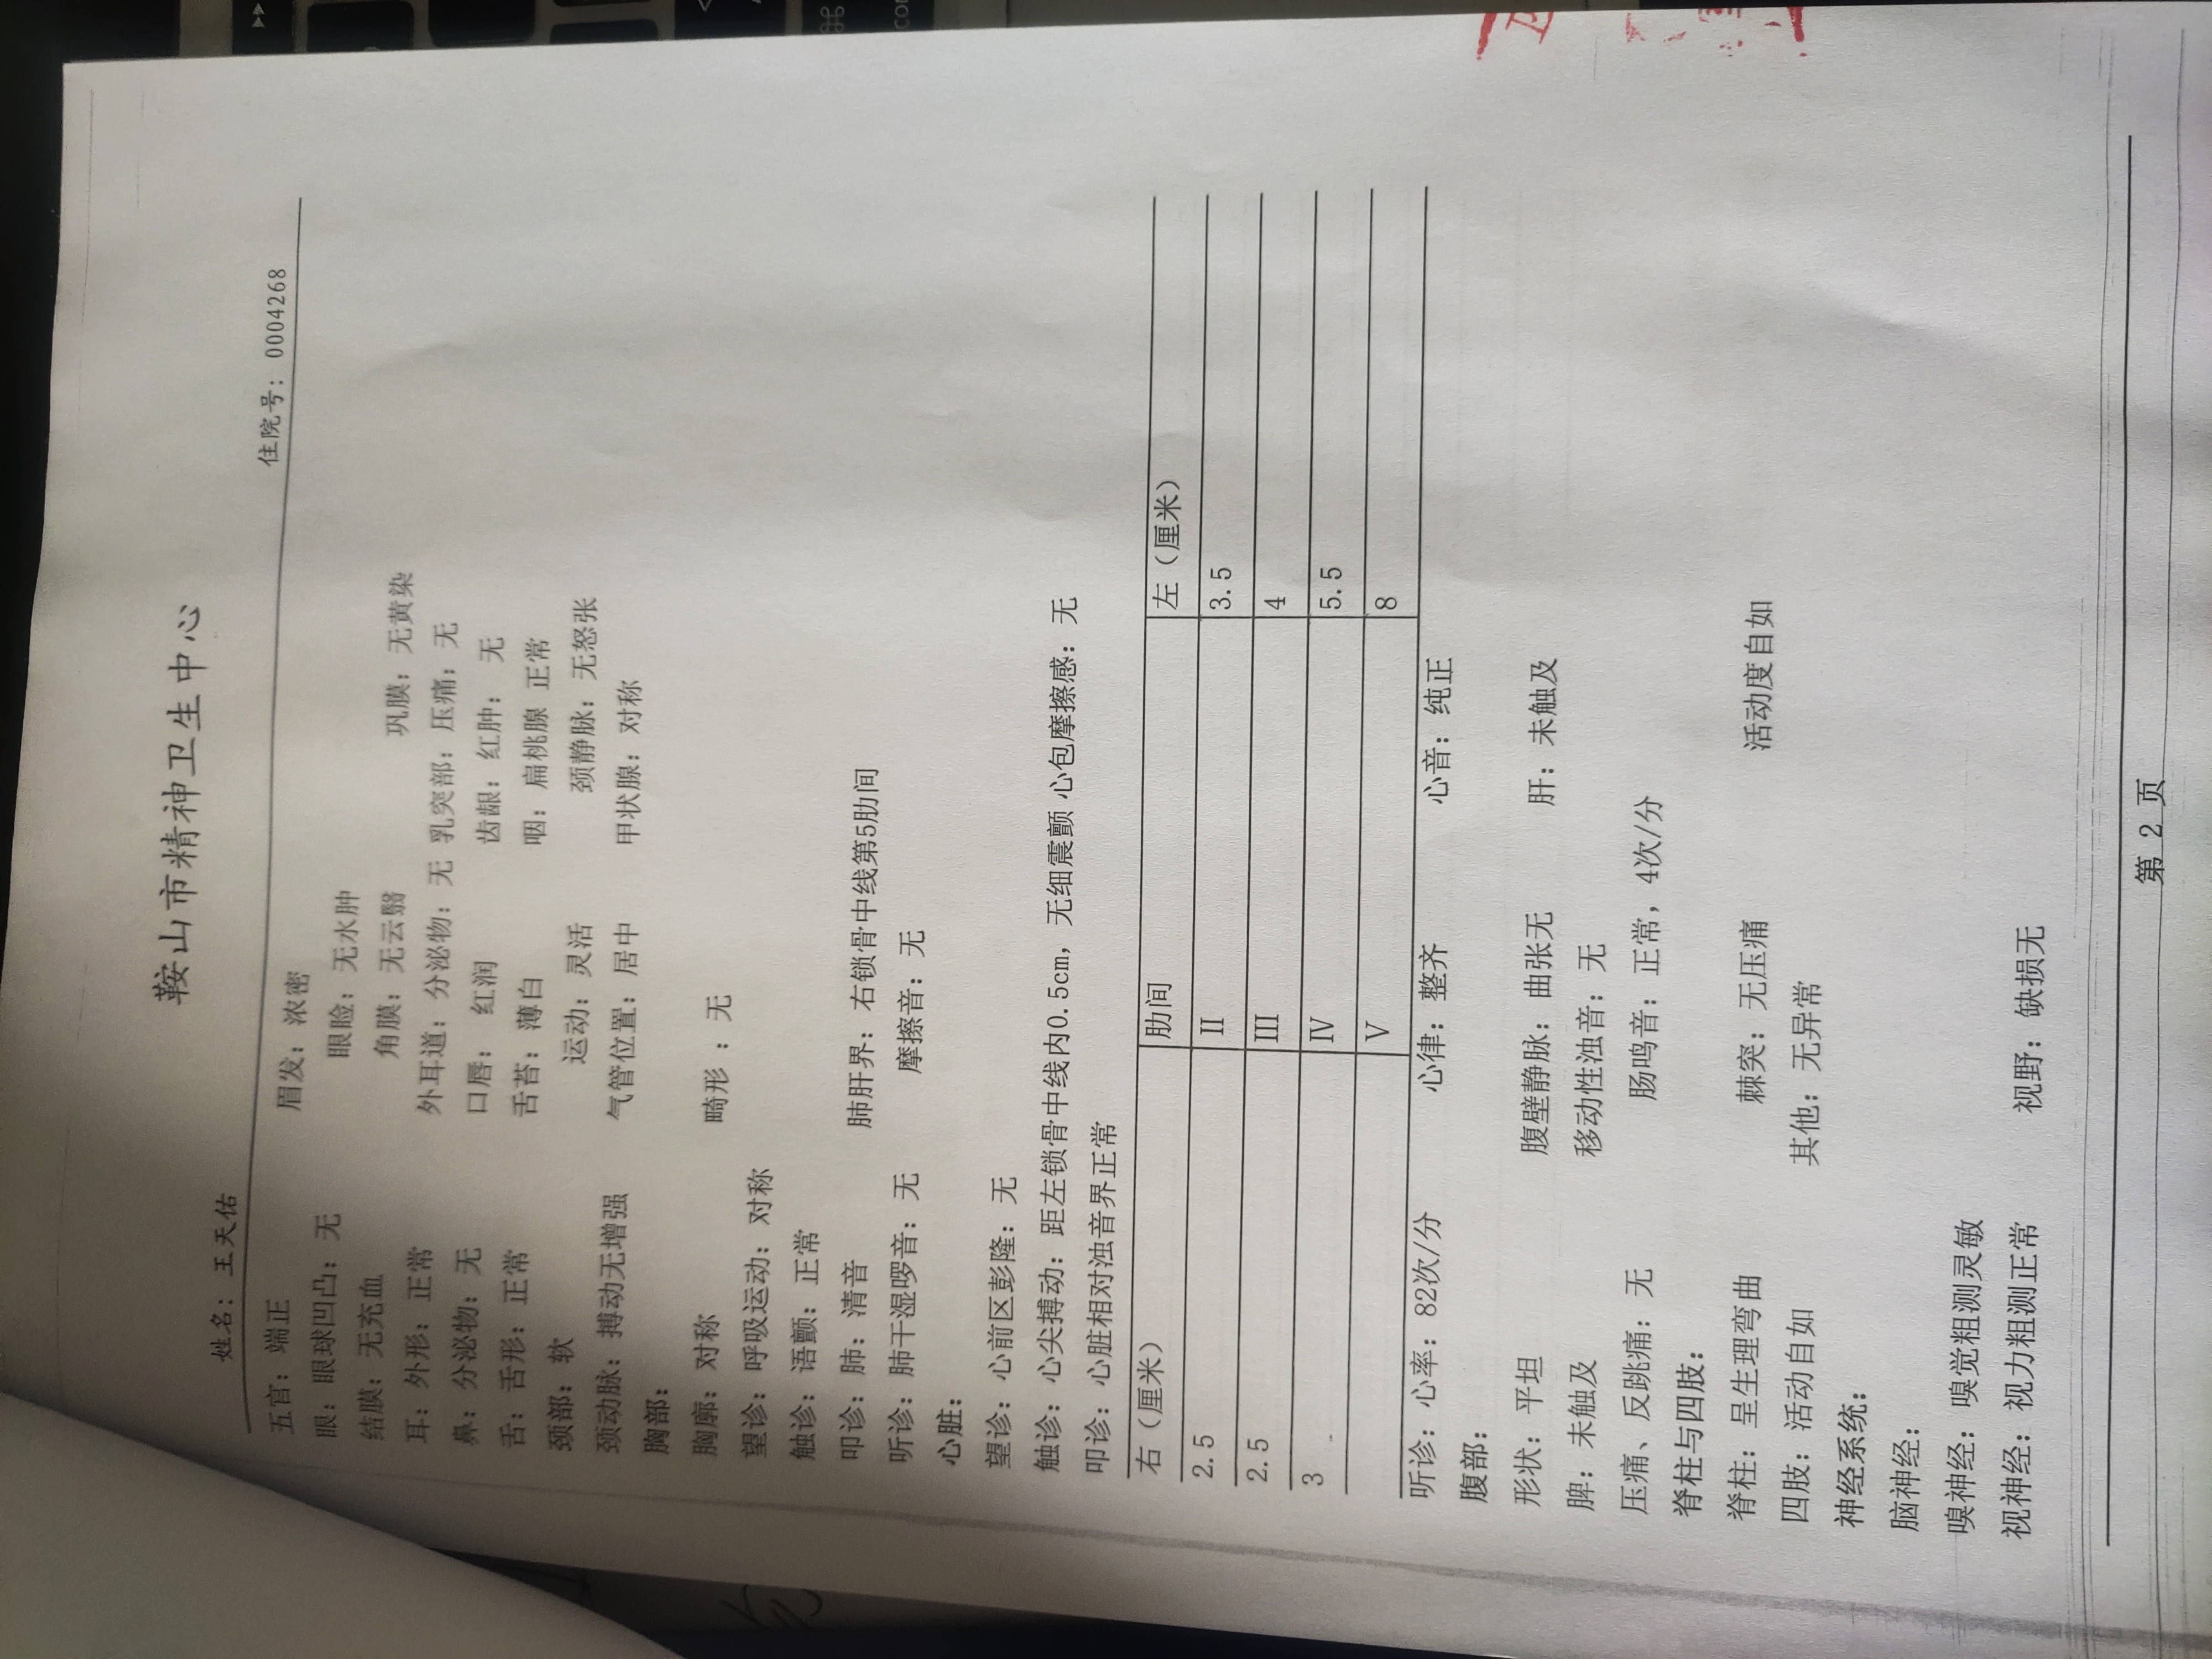 鞍山市精神卫生中心
姓名：王天佑 住院号：0004268
五官：端正 眉发：浓密
眼：眼球凹凸：无 眼睑：无水肿
结膜：无充血 角膜：无云翳 巩膜：无黄染
耳：外形：正常 外耳道：分泌物：无 乳突部：压痛：无
鼻：分泌物：无 口唇： 红润 齿龈：红肿： 无
舌：舌形：正常 舌苔：薄白 咽：扁桃腺 正常
颈部：软 运动：灵活 颈静脉：无怒张
颈动脉：搏动无增强 气管位置：居中 甲状腺：对称
胸部：
胸廓：对称 畸形 ：无
望诊：呼吸运动：对称
触诊：语颤：正常
叩诊：肺：清音 肺肝界：右锁骨中线第5肋间
听诊：肺干湿啰音：无 摩擦音：无
心脏：
望诊：心前区彭隆：无
触诊：心尖搏动：距左锁骨中线内0.5cm，无细震颤 心包摩擦感：无
叩诊：心脏相对浊音界正常
右（厘米） 肋间 左（厘米）
2.5 Ⅱ 3.5
2.5 Ⅲ 4
3 Ⅳ 5.5
Ⅴ 8
听诊：心率：82次/分 心律：整齐 心音：纯正
腹部：
形状：平坦 腹壁静脉：曲张无 肝：未触及
脾：未触及 移动性浊音：无
压痛、反跳痛：无 肠鸣音：正常，4次/分
脊柱与四肢：
脊柱：呈生理弯曲 棘突：无压痛 活动度自如
四肢：活动自如 其他：无异常
神经系统：
脑神经：
嗅神经：嗅觉粗测灵敏
视神经：视力粗测正常 视野：缺损无
第 2 页